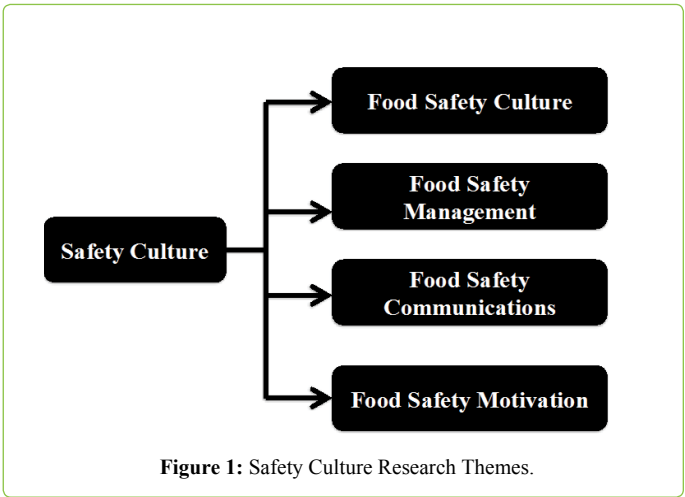 Food Safety Culture
Food Safety
Management
Safety Culture
Food Safety
Communications
Food Safety Motivation
Figure 1: Safety Culture Research Themes.